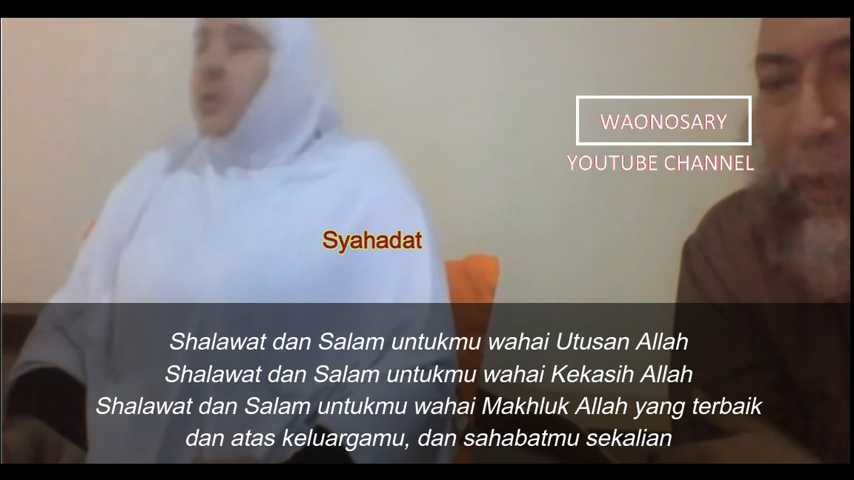 WAONOSARY
YOUTUBE CHANNEL
Syahadat
Shalawat dan Salam untukmu wahai Utusan Allah
Shalawat dan Salam untukmu wahai Kekasih Allah
Shalawat dan Salam untukmu wahai Makhluk Allah yang terbaik
dan atas keluargamu, dan sahabatmu sekalian